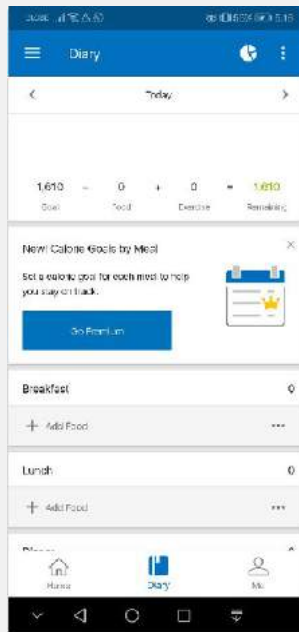 Diary
Today
1,610 - 0 + 0 = 1,610
Goal Food Exercise Remaining
New! Calorie Goals by Meal
Set a calorie goal for each meal to help
you stay on track.
Go Premium
Breakfast 0
+ Add Food
Lunch 0
+ Add Food
Home Diary Me